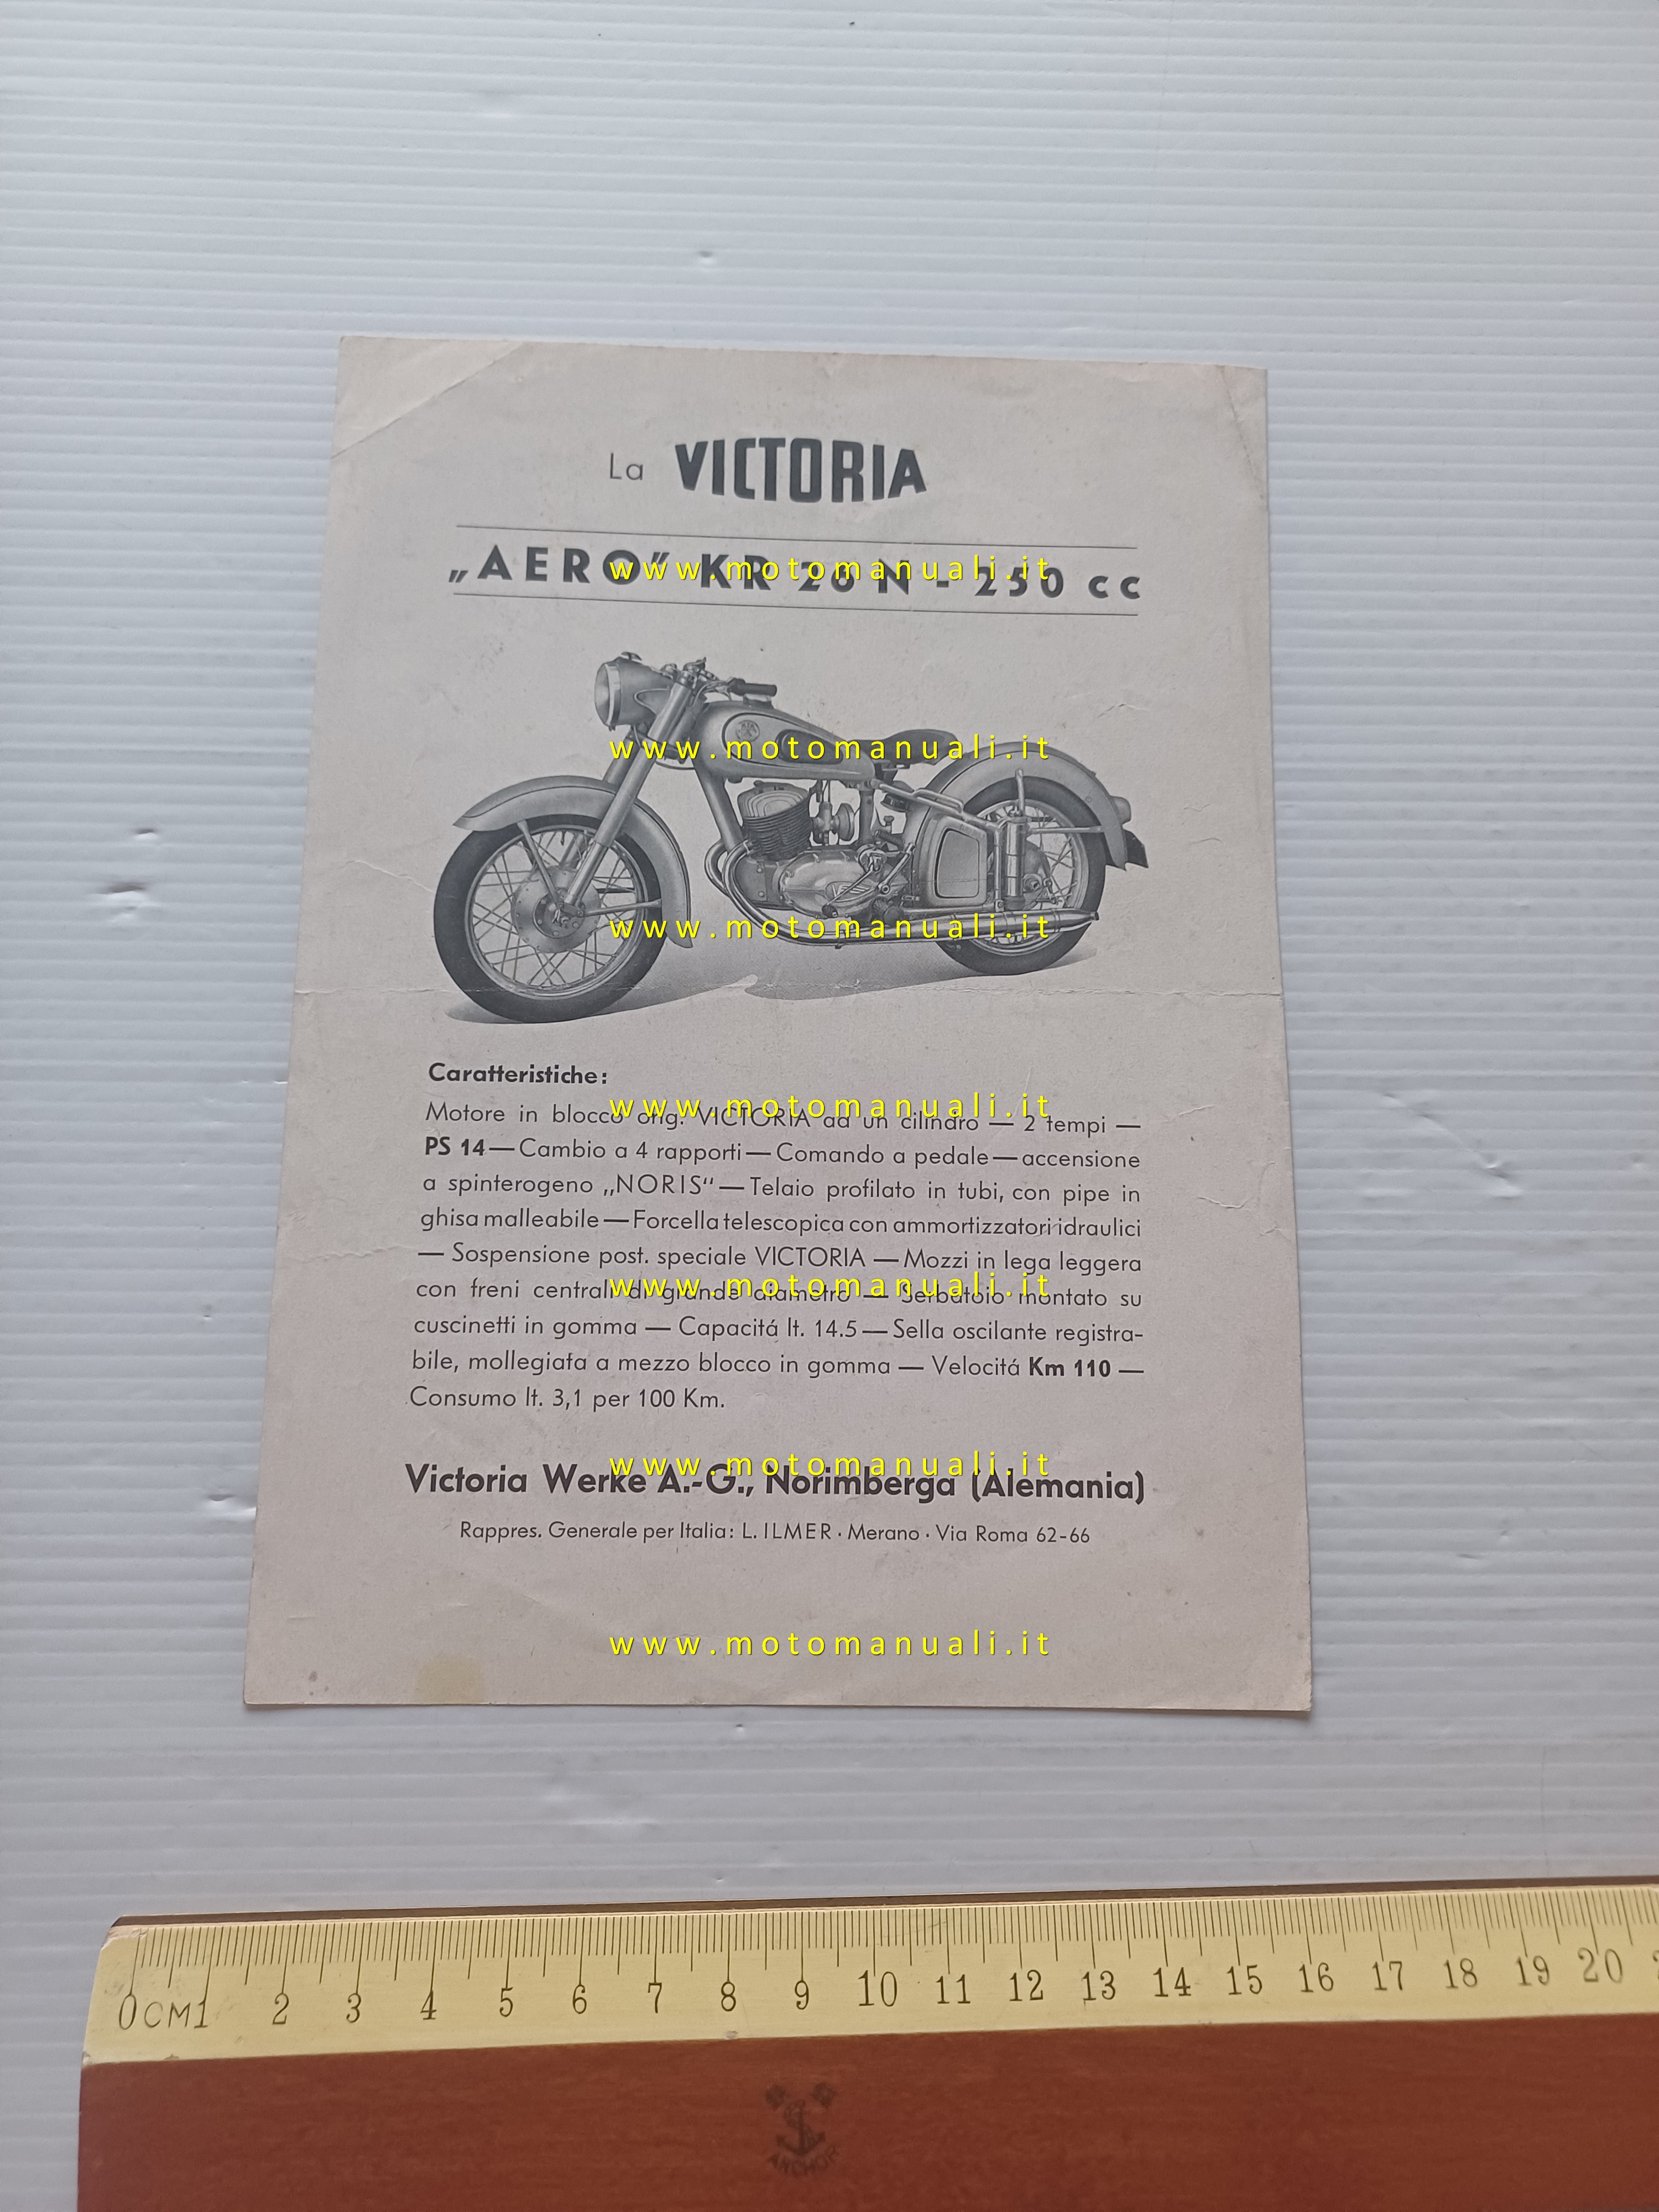 La VICTORIA
„AERO“ KR 26 N - 250 cc
www.motomanuali.it
www.motomanuali.it
www.motomanuali.it
Caratteristiche:
www.motomanuali.it
Motore in blocco orig. VICTORIA ad un cilindro — 2 tempi —
PS 14 — Cambio a 4 rapporti — Comando a pedale — accensione
a spinterogeno „NORIS“ — Telaio profilato in tubi, con pipe in
ghisa malleabile — Forcella telescopica con ammortizzatori idraulici
— Sospensione post. speciale VICTORIA — Mozzi in lega leggera
con freni centrali di grande diametro — Serbatoio montato su
www.motomanuali.it
cuscinetti in gomma — Capacitá lt. 14.5 — Sella oscilante registra-
bile, mollegiata a mezzo blocco in gomma — Velocitá Km 110 —
Consumo lt. 3,1 per 100 Km.
www.motomanuali.it
Victoria Werke A.-G., Norimberga (Alemania)
Rappres. Generale per Italia: L. ILMER · Merano · Via Roma 62-66
www.motomanuali.it
0CM1 2 3 4 5 6 7 8 9 10 11 12 13 14 15 16 17 18 19 20
ANCHOR